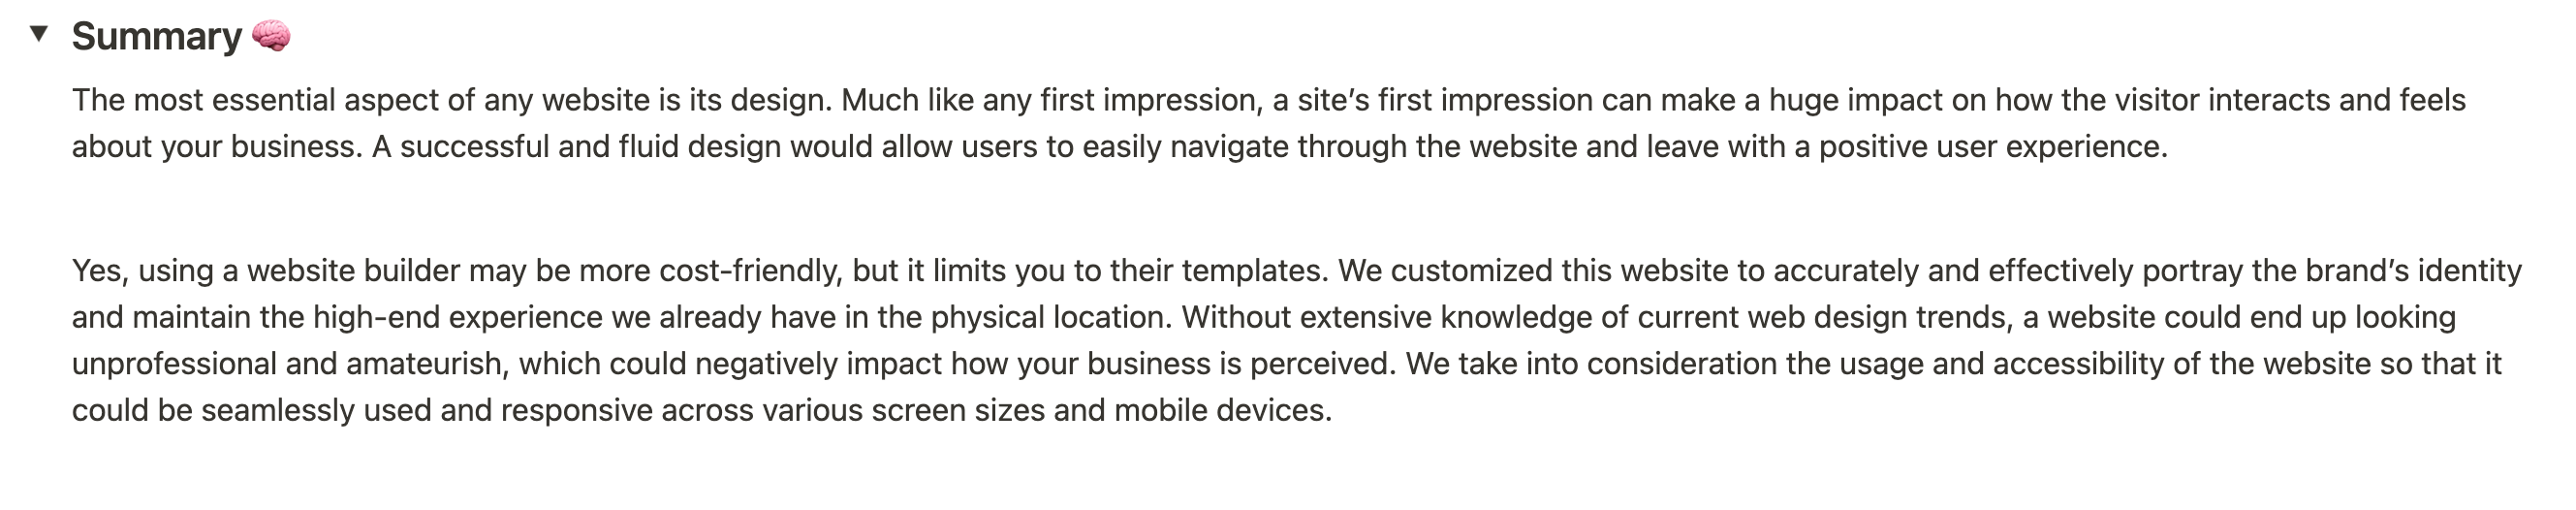 Summary 🧠
The most essential aspect of any website is its design. Much like any first impression, a site’s first impression can make a huge impact on how the visitor interacts and feels
about your business. A successful and fluid design would allow users to easily navigate through the website and leave with a positive user experience.
Yes, using a website builder may be more cost-friendly, but it limits you to their templates. We customized this website to accurately and effectively portray the brand’s identity
and maintain the high-end experience we already have in the physical location. Without extensive knowledge of current web design trends, a website could end up looking
unprofessional and amateurish, which could negatively impact how your business is perceived. We take into consideration the usage and accessibility of the website so that it
could be seamlessly used and responsive across various screen sizes and mobile devices.